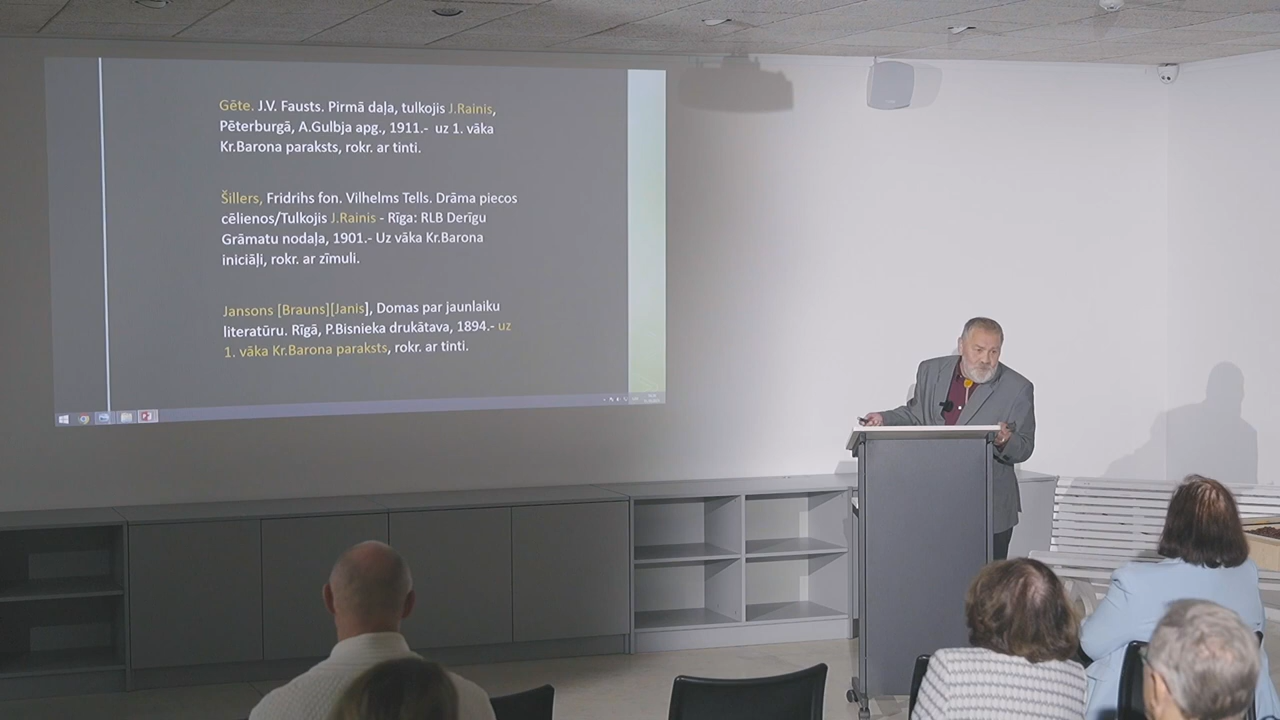 Gēte. J.V. Fausts. Pirmā daļa, tulkojis J.Rainis,
Pēterburgā, A.Gulbja apg., 1911.- uz 1. vāka
Kr.Barona paraksts, rokr. ar tinti.
Šillers, Fridrihs fon. Vilhelms Tells. Drāma piecos
cēlienos/Tulkojis J.Rainis - Rīga: RLB Derīgu
Grāmatu nodaļa, 1901.- Uz vāka Kr.Barona
iniciāļi, rokr. ar zīmuli.
Jansons [Brauns][Janis], Domas par jaunlaiku
literatūru. Rīgā, P.Bisnieka drukātava, 1894.- uz
1. vāka Kr.Barona paraksts, rokr. ar tinti.